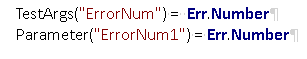 TestArgs("ErrorNum") =  Err.Number¶
Parameter("ErrorNum1") = Err.Number¶